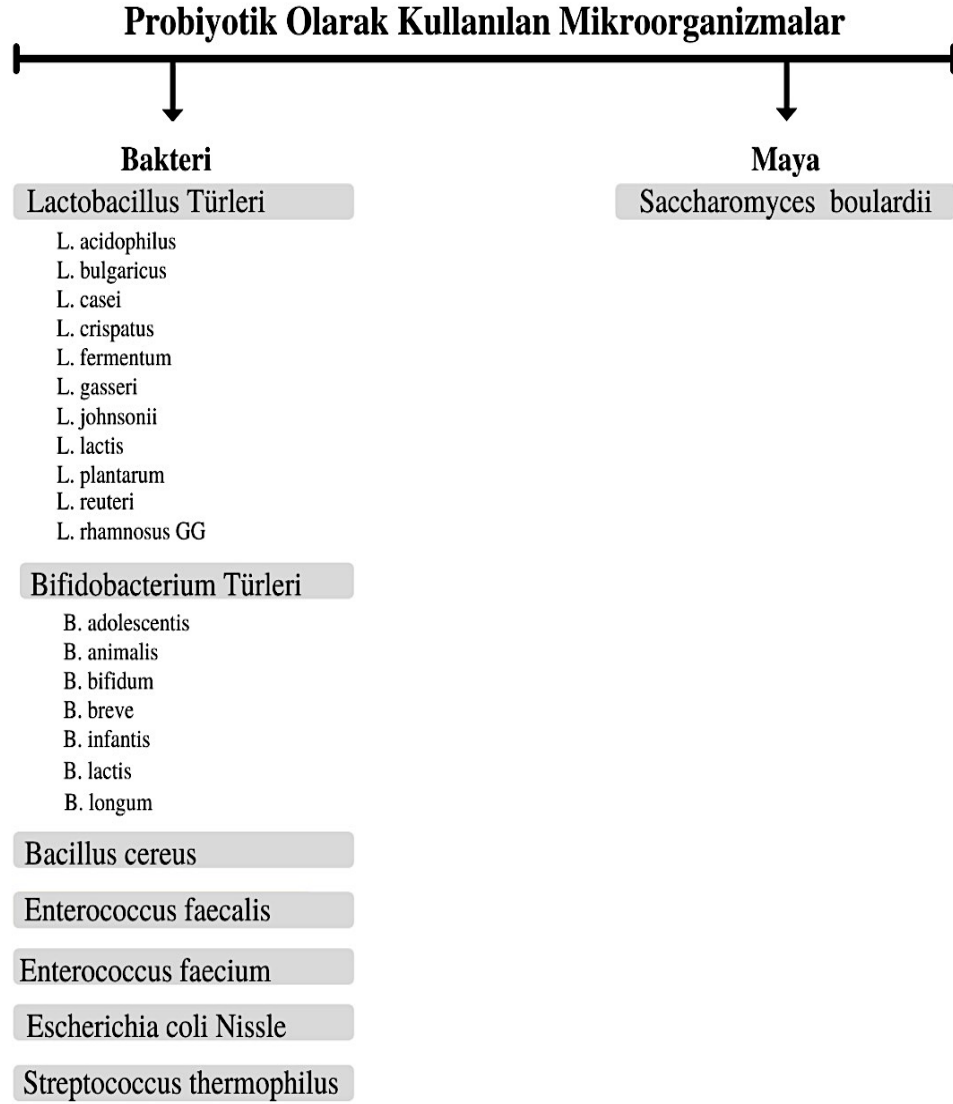 Probiyotik Olarak Kullanılan Mikroorganizmalar
Bakteri
Lactobacillus Türleri
L. acidophilus
L. bulgaricus
L. casei
L. crispatus
L. fermentum
L. gasseri
L. johnsonii
L. lactis
L. plantarum
L. reuteri
L. rhamnosus GG
Bifidobacterium Türleri
B. adolescentis
B. animalis
B. bifidum
B. breve
B. infantis
B. lactis
B. longum
Bacillus cereus
Enterococcus faecalis
Enterococcus faecium
Escherichia coli Nissle
Streptococcus thermophilus
Maya
Saccharomyces boulardii